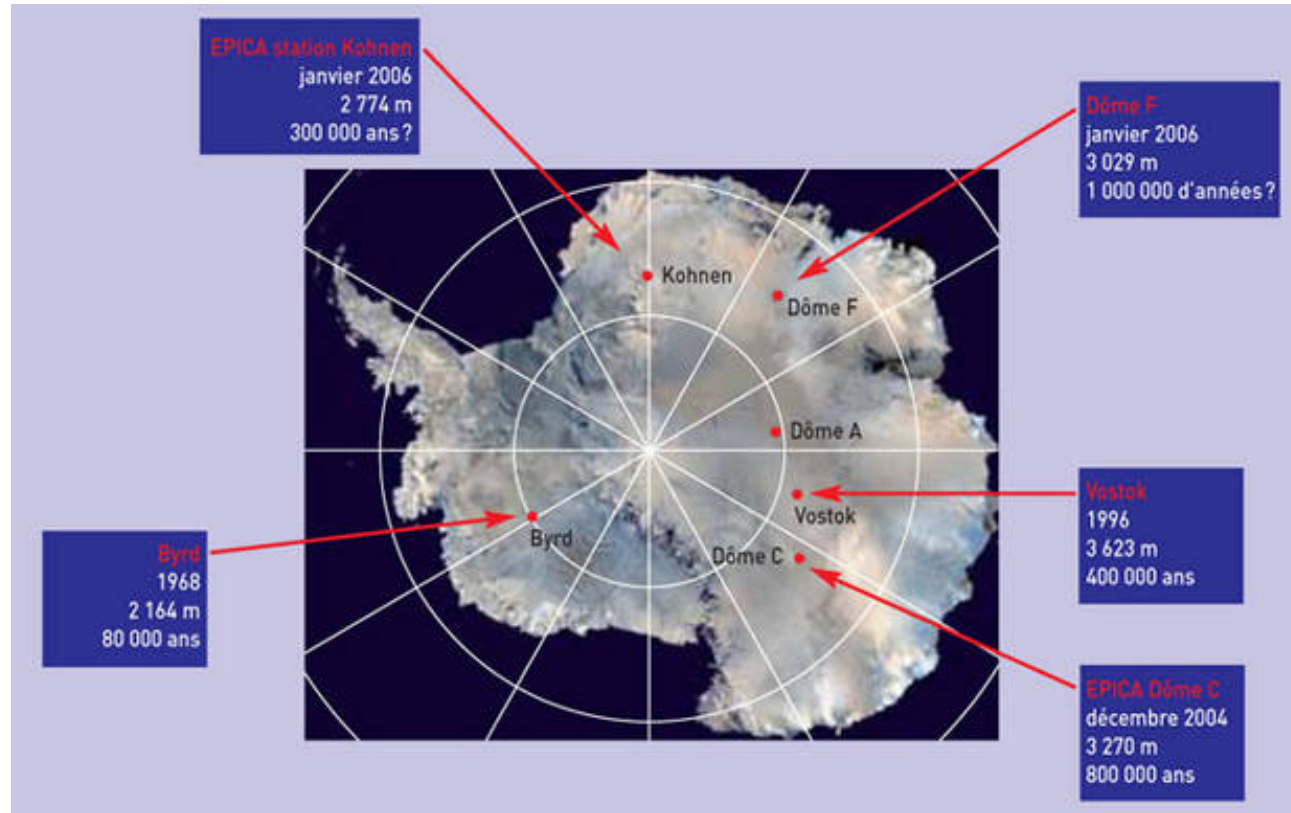 EPICA station Kohnen
janvier 2006
2 774 m
300 000 ans ?
Dôme F
janvier 2006
3 029 m
1 000 000 d'années ?
Kohnen
Dôme F
Dôme A
Vostok
Dôme C
Byrd
Byrd
1968
2 164 m
80 000 ans
Vostok
1996
3 623 m
400 000 ans
EPICA Dôme C
décembre 2004
3 270 m
800 000 ans